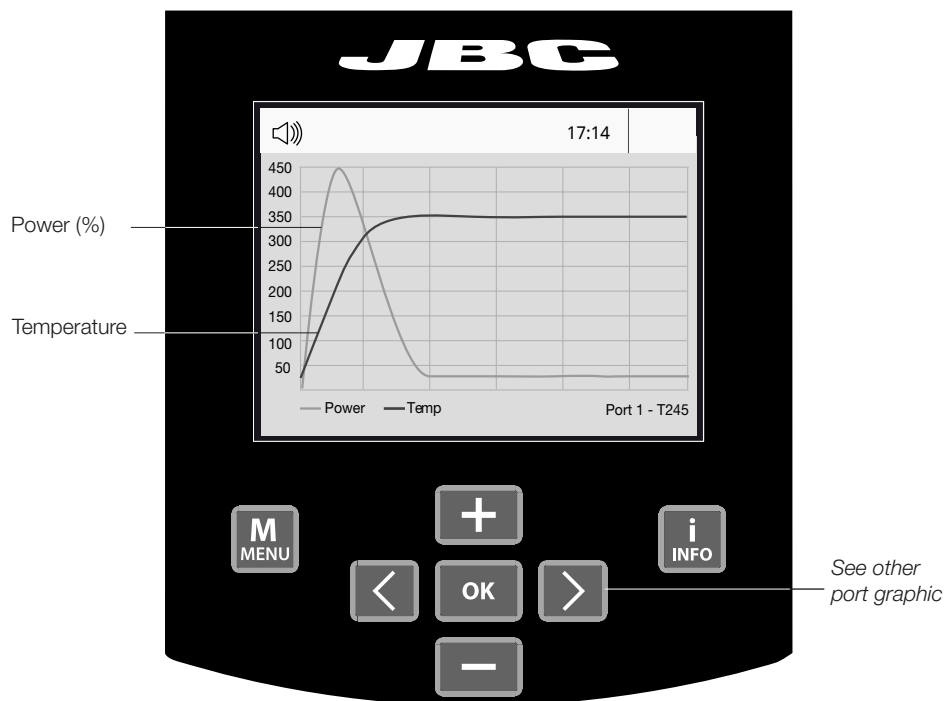 JBC
17:14
450
400
350
300
250
200
150
100
50
Power (%)
Temperature
Power
Temp
Port 1 - T245
M
MENU
+
i
INFO
<
OK
>
See other
port graphic
−